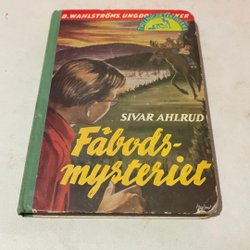 B. WAHLSTRÖMS UNGDOMSBÖCKER
SIVAR AHLRUD
Fäbods-
mysteriet